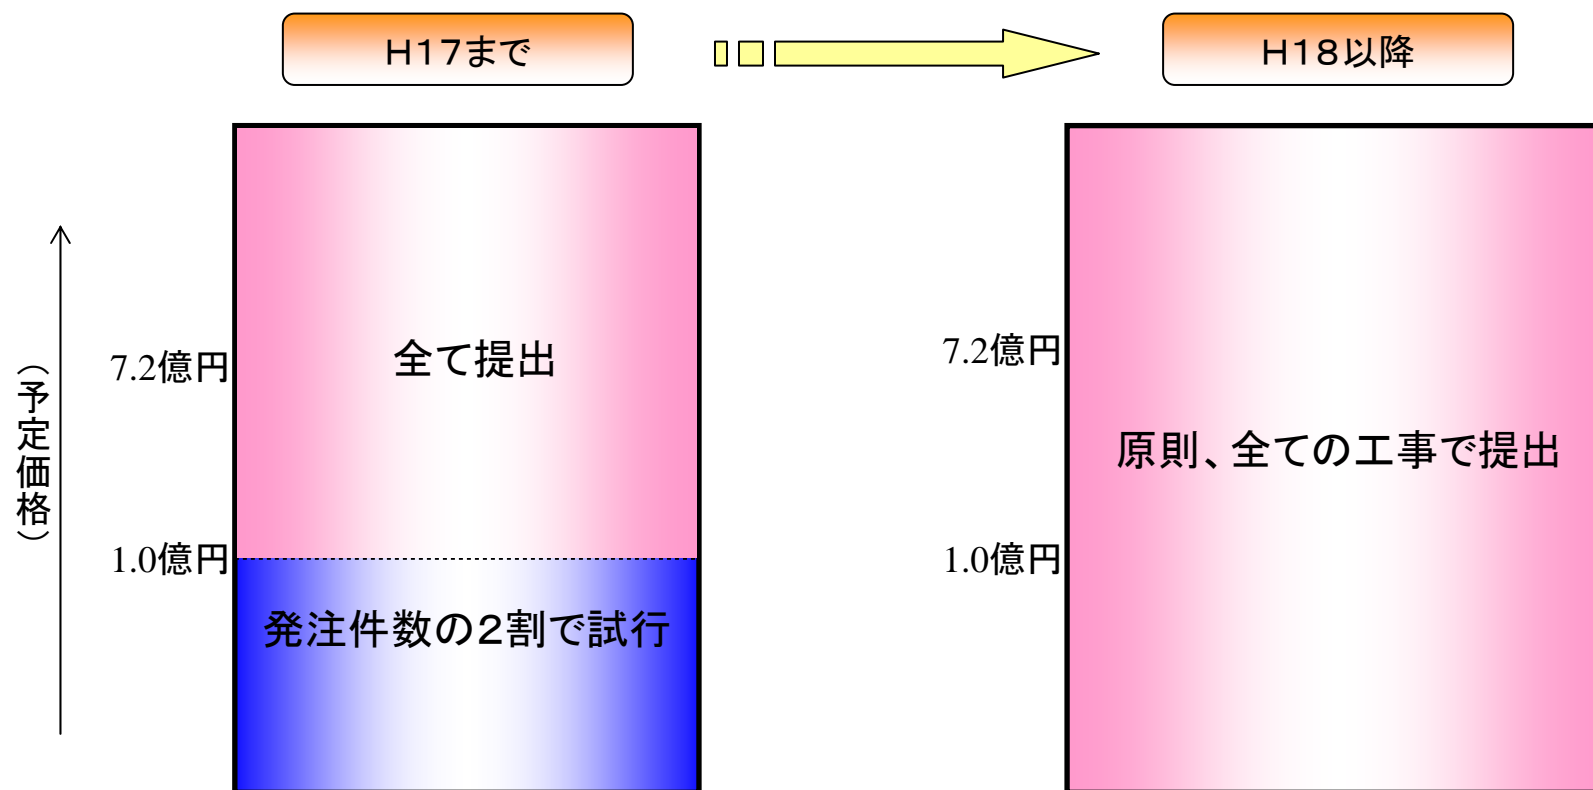 H17まで
H18以降
(予定価格)
7.2億円
全て提出
1.0億円
発注件数の2割で試行
7.2億円
原則、全ての工事で提出
1.0億円